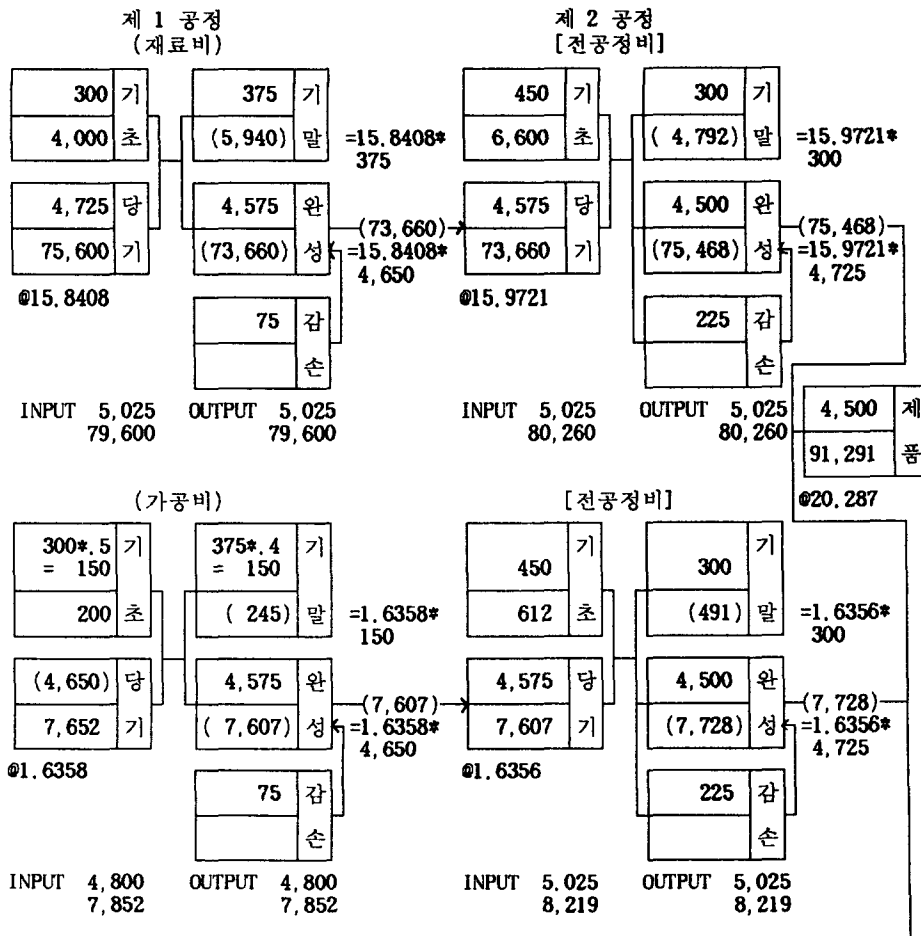 제 1 공정
(재료비)
300 기
4,000 초
4,725 당
75,600 기
@15.8408
375 기
(5,940) 말
=15.8408*
375
4,575 완
(73,660) 성
(73,660)
=15.8408*
4,650
75 감
손
INPUT 5,025
79,600
OUTPUT 5,025
79,600
제 2 공정
[전공정비]
450 기
6,600 초
4,575 당
73,660 기
@15.9721
300 기
( 4,792) 말
=15.9721*
300
4,500 완
(75,468) 성
(75,468)
=15.9721*
4,725
225 감
손
INPUT 5,025
80,260
OUTPUT 5,025
80,260
4,500 제
91,291 품
@20.287
(가공비)
300*.5 기
= 150
200 초
(4,650) 당
7,652 기
@1.6358
375*.4 기
= 150
( 245) 말
=1.6358*
150
4,575 완
( 7,607) 성
(7,607)
=1.6358*
4,650
75 감
손
INPUT 4,800
7,852
OUTPUT 4,800
7,852
[전공정비]
기
450
612 초
4,575 당
7,607 기
@1.6356
기
300
(491) 말
=1.6356*
300
4,500 완
(7,728) 성
(7,728)
=1.6356*
4,725
225 감
손
INPUT 5,025
8,219
OUTPUT 5,025
8,219